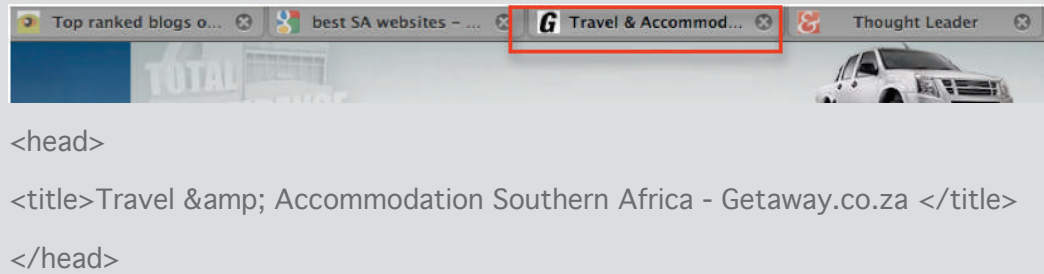 Top ranked blogs o... best SA websites – ... G Travel & Accommod... & Thought Leader
TOTAL
<head>
<title>Travel &amp; Accommodation Southern Africa - Getaway.co.za </title>
</head>